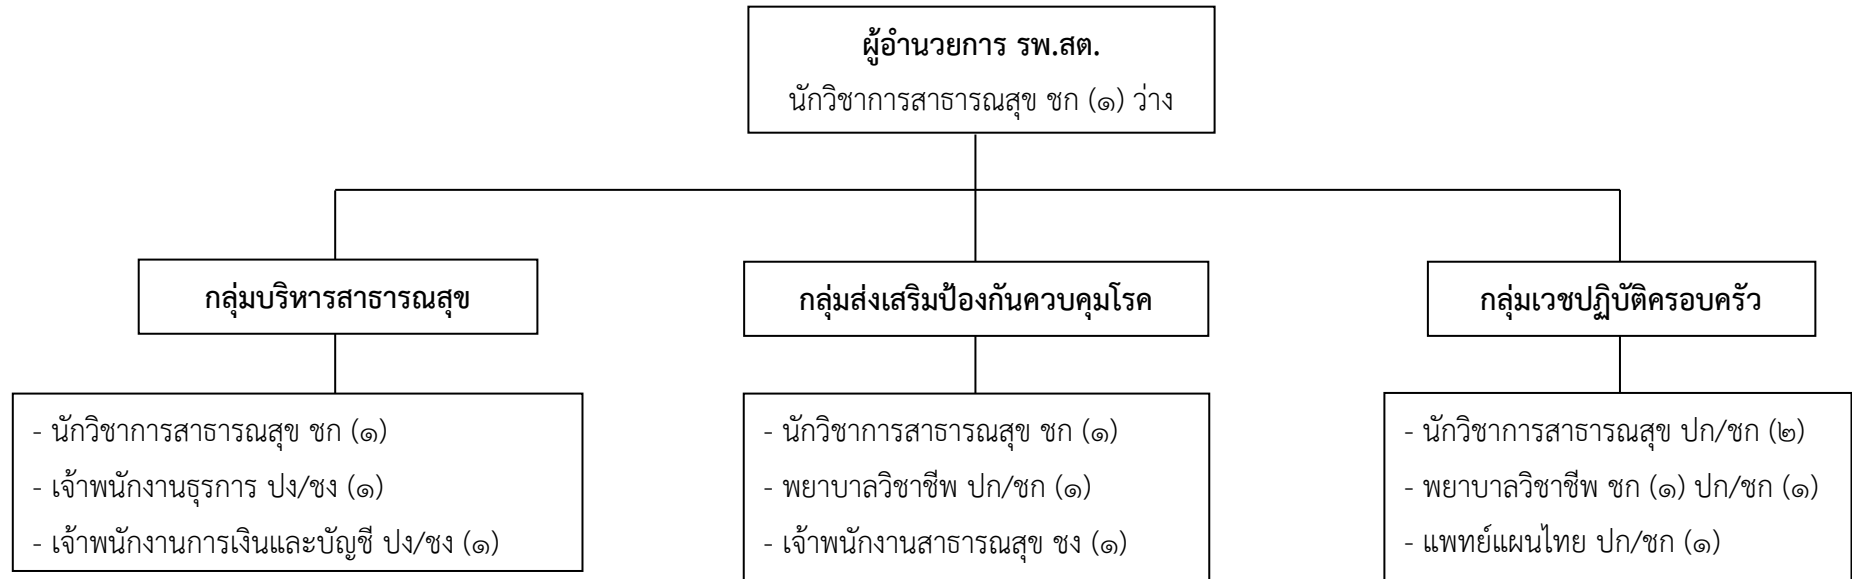 ผู้อำนวยการ รพ.สต.
นักวิชาการสาธารณสุข ชก (๑) ว่าง
กลุ่มบริหารสาธารณสุข
- นักวิชาการสาธารณสุข ชก (๑)
- เจ้าพนักงานธุรการ ปง/ชง (๑)
- เจ้าพนักงานการเงินและบัญชี ปง/ชง (๑)
กลุ่มส่งเสริมป้องกันควบคุมโรค
- นักวิชาการสาธารณสุข ชก (๑)
- พยาบาลวิชาชีพ ปก/ชก (๑)
- เจ้าพนักงานสาธารณสุข ชง (๑)
กลุ่มเวชปฏิบัติครอบครัว
- นักวิชาการสาธารณสุข ปก/ชก (๒)
- พยาบาลวิชาชีพ ชก (๑) ปก/ชก (๑)
- แพทย์แผนไทย ปก/ชก (๑)